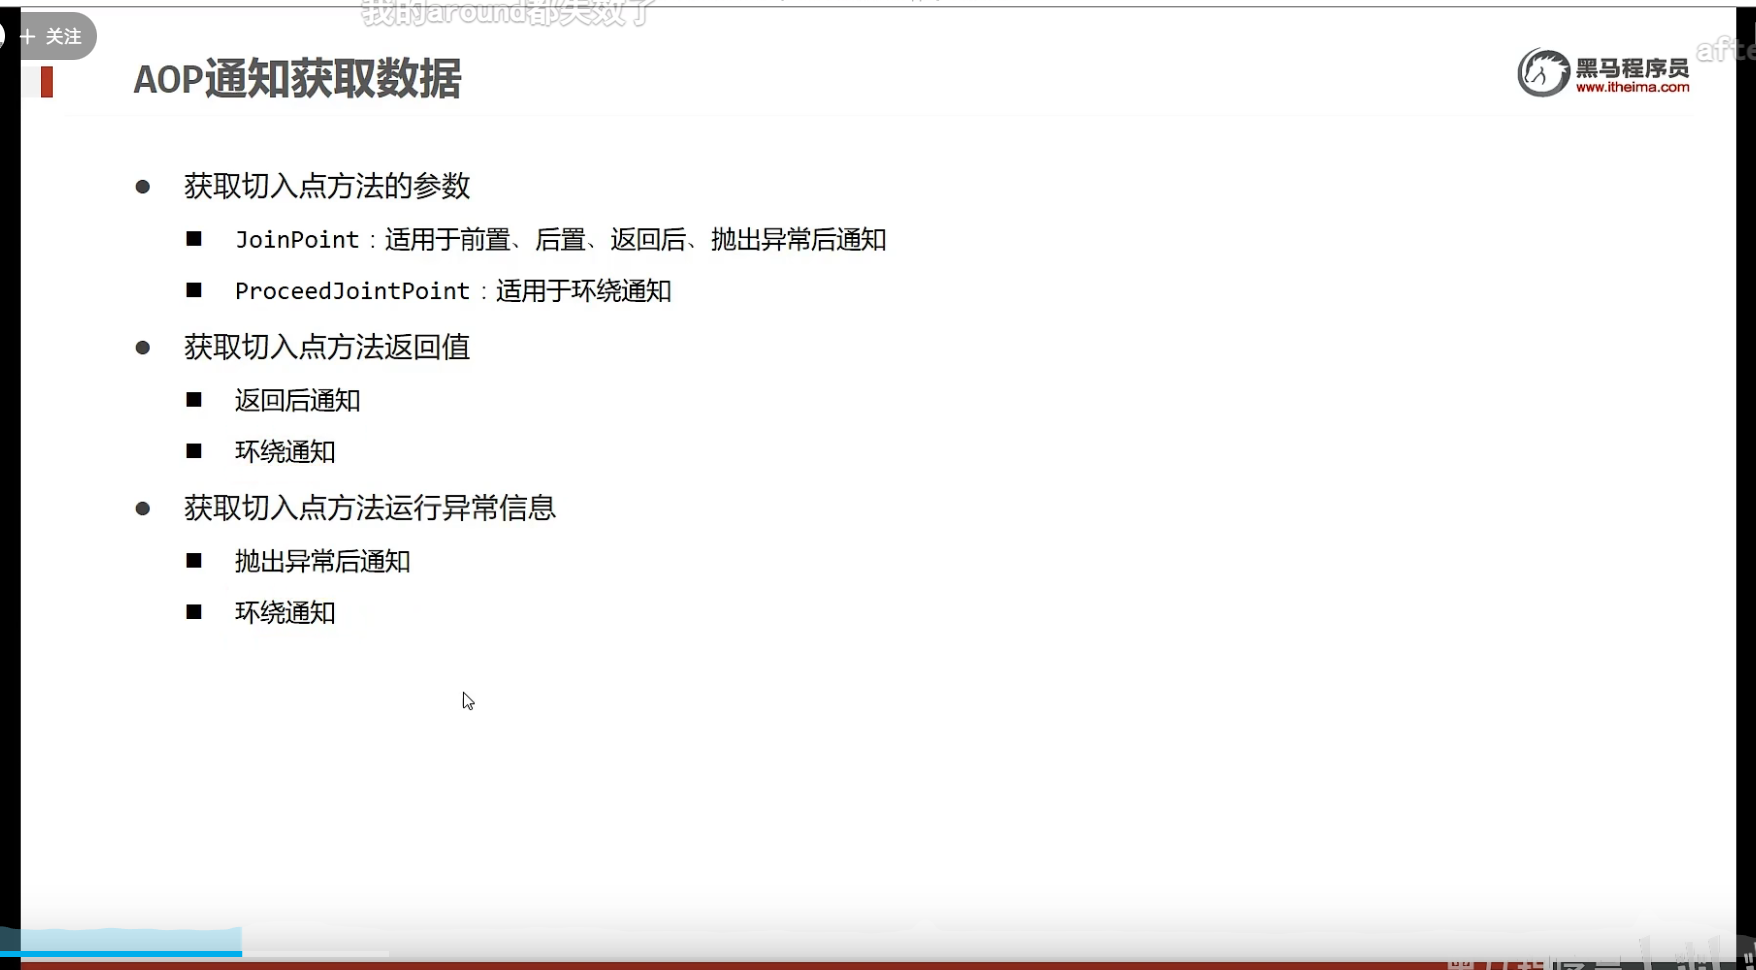 我的around都失效了
+ 关注
AOP通知获取数据
黑马程序员
www.itheima.com
afte
● 获取切入点方法的参数
■ JoinPoint：适用于前置、后置、返回后、抛出异常后通知
■ ProceedJointPoint：适用于环绕通知
● 获取切入点方法返回值
■ 返回后通知
■ 环绕通知
● 获取切入点方法运行异常信息
■ 抛出异常后通知
■ 环绕通知